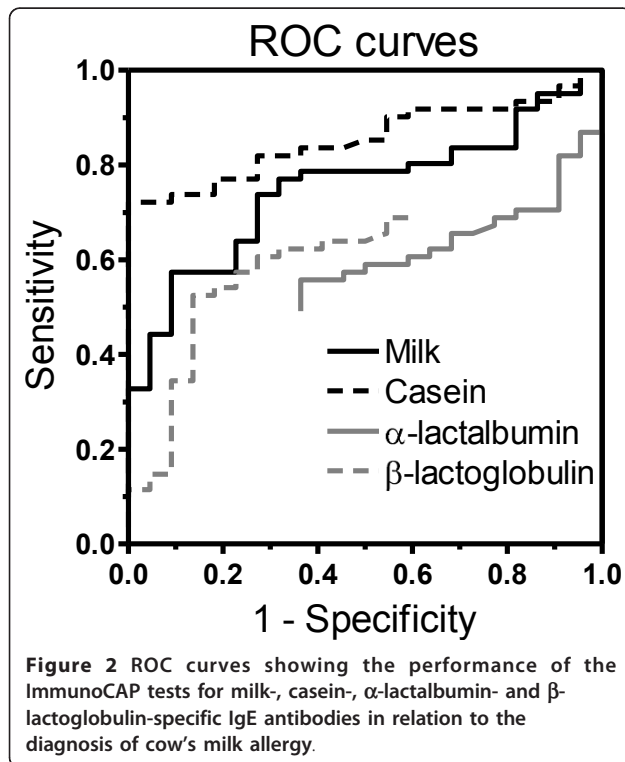 ROC curves
1.0
0.8
0.6
0.4
0.2
0.0
Sensitivity
Milk
Casein
α-lactalbumin
β-lactoglobulin
0.0 0.2 0.4 0.6 0.8 1.0
1 - Specificity
Figure 2 ROC curves showing the performance of the
ImmunoCAP tests for milk-, casein-, α-lactalbumin- and β-
lactoglobulin-specific IgE antibodies in relation to the
diagnosis of cow's milk allergy.